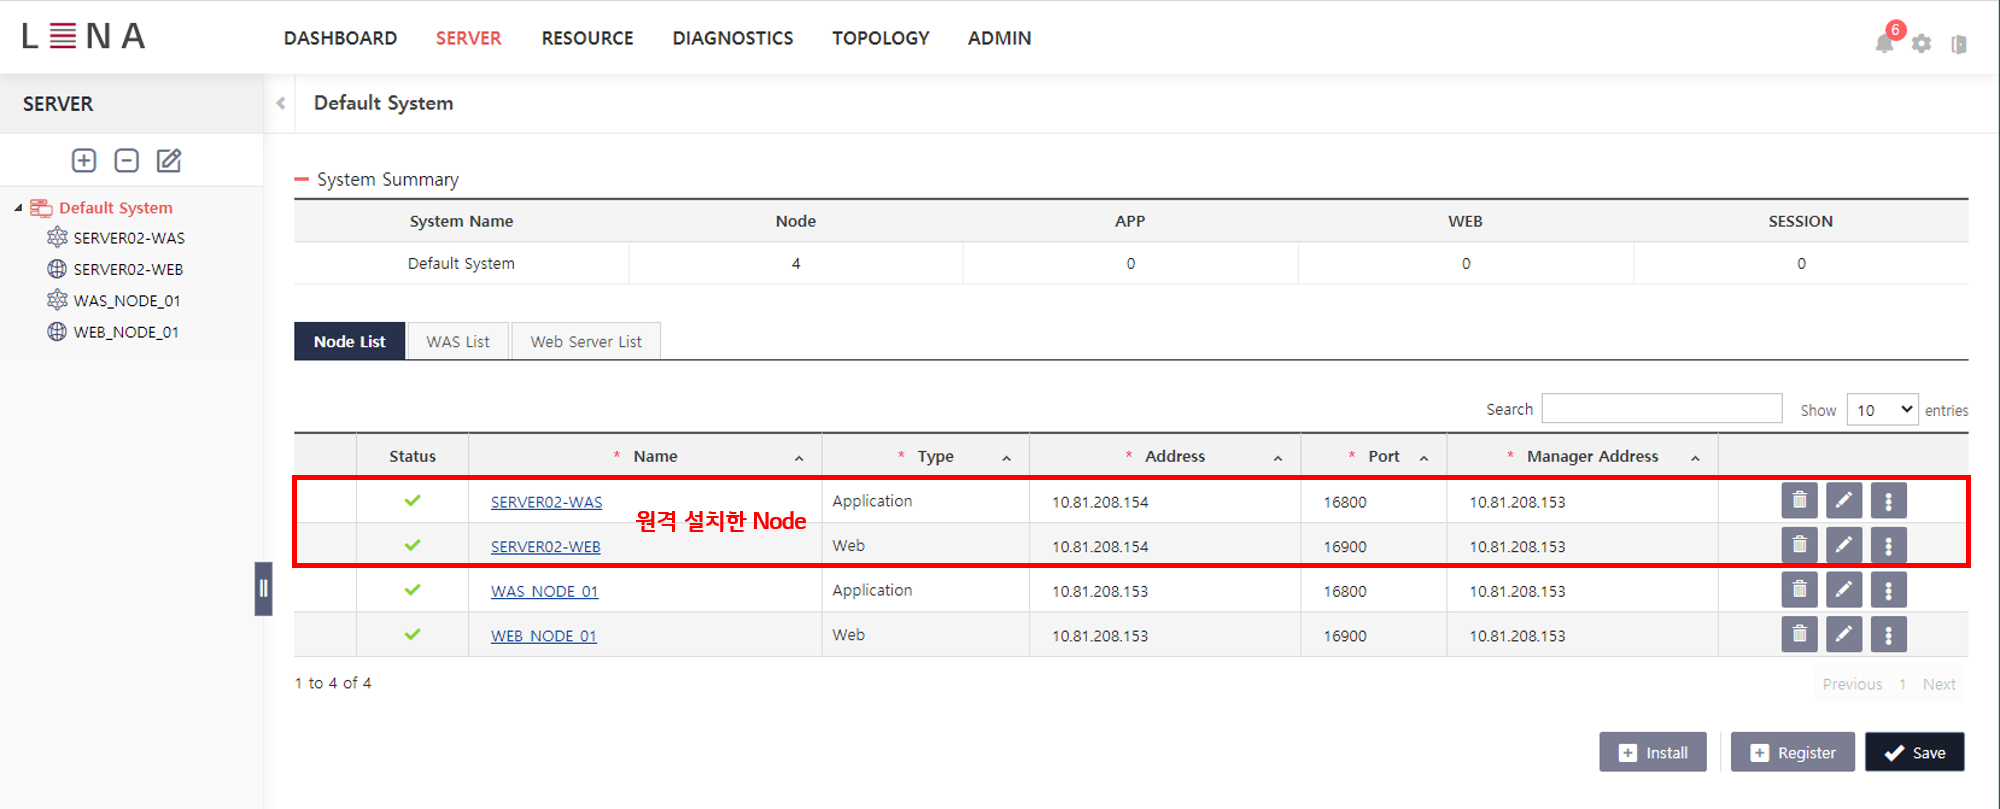 LENA
DASHBOARD SERVER RESOURCE DIAGNOSTICS TOPOLOGY ADMIN 6
SERVER
Default System
Default System
SERVER02-WAS
SERVER02-WEB
WAS_NODE_01
WEB_NODE_01
System Summary
System Name Node APP WEB SESSION
Default System 4 0 0 0
Node List WAS List Web Server List
Search Show 10 entries
Status * Name * Type * Address * Port * Manager Address
SERVER02-WAS Application 10.81.208.154 16800 10.81.208.153
원격 설치한 Node
SERVER02-WEB Web 10.81.208.154 16900 10.81.208.153
WAS_NODE_01 Application 10.81.208.153 16800 10.81.208.153
WEB_NODE_01 Web 10.81.208.153 16900 10.81.208.153
1 to 4 of 4
Previous 1 Next
Install Register Save